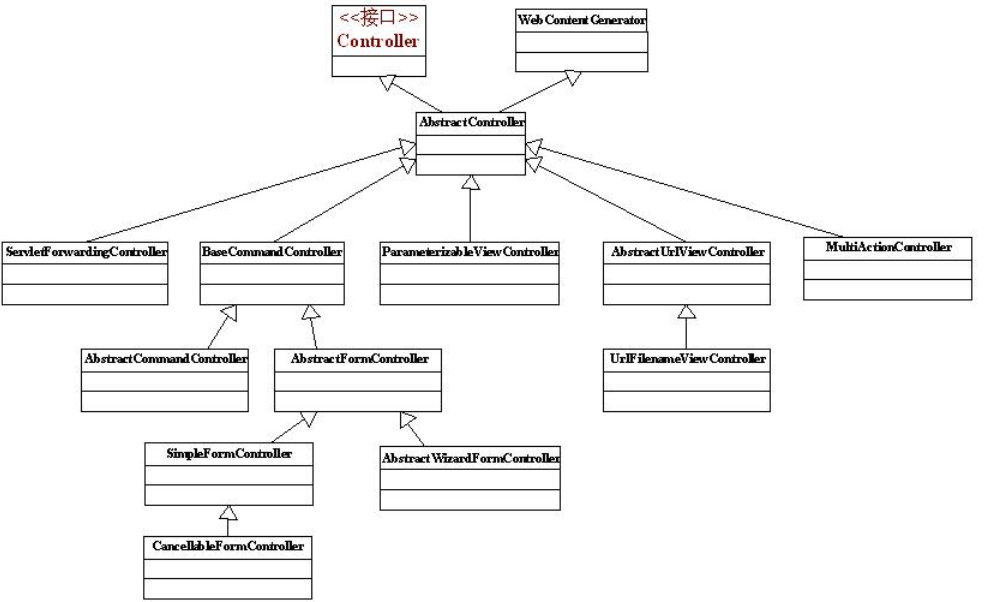 <<接口>>
Controller
WebContentGenerator
AbstractController
ServletForwardingController
BaseCommandController
ParameterizableViewController
AbstractUrlViewController
MultiActionController
AbstractCommandController
AbstractFormController
UrlFilenameViewController
SimpleFormController
AbstractWizardFormController
CancellableFormController